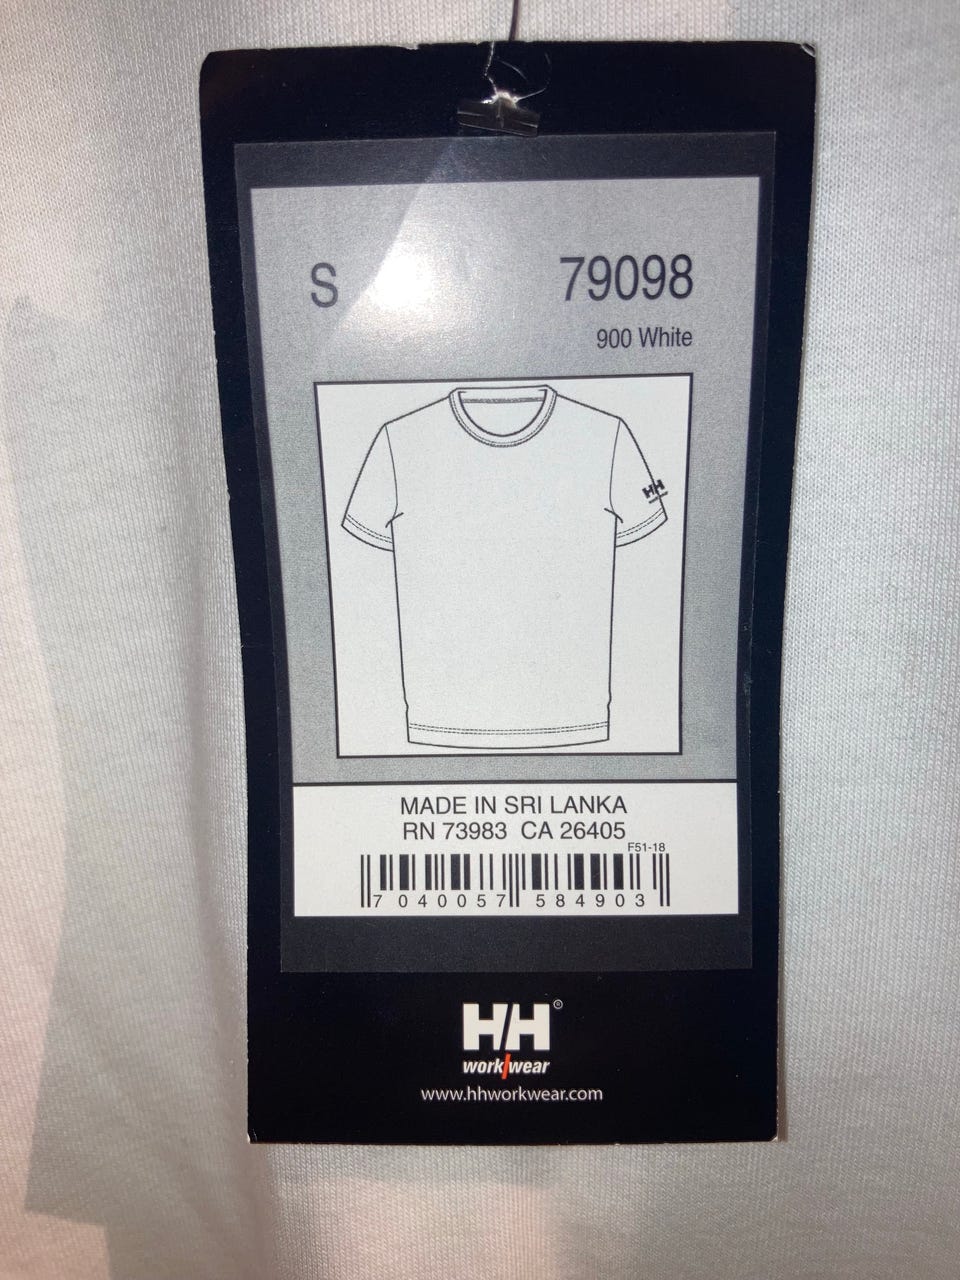 S
79098
900 White
HH
MADE IN SRI LANKA
RN 73983 CA 26405
F51-18
7 040057 584903
HH®
work/wear
www.hhworkwear.com